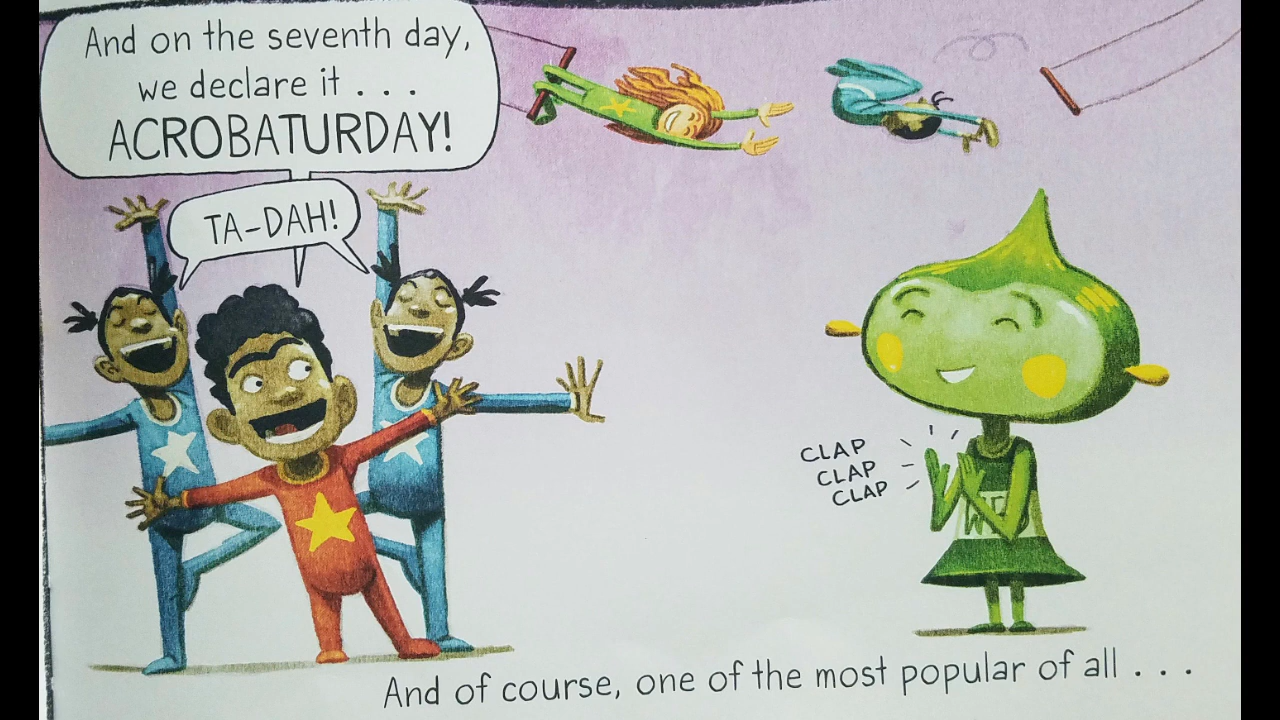 And on the seventh day,
we declare it . . .
ACROBATURDAY!
TA-DAH!
CLAP
CLAP
CLAP
And of course, one of the most popular of all . . .